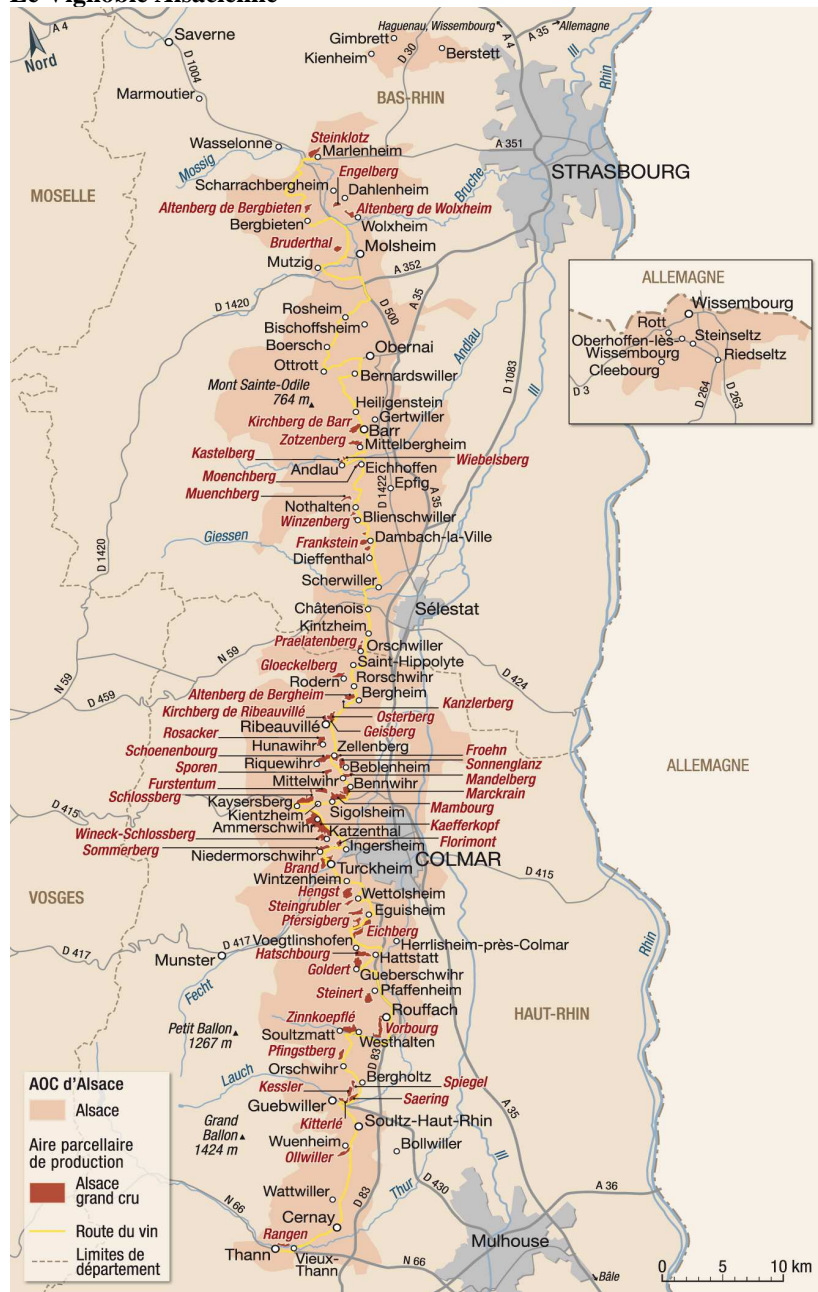 Le Vignoble Alsacienne
A 4
Saverne
Haguenau, Wissembourg
A 4
A 35
Allemagne
Gimbrett
Kienheim
D 30
Berstett
Ill
Rhin
Nord
D 1004
Marmoutier
BAS-RHIN
Wasselonne
Steinklotz
Marlenheim
A 351
STRASBOURG
Mossig
Engelberg
Bruche
MOSELLE
Scharrachbergheim
Dahlenheim
Altenberg de Bergbieten
Altenberg de Wolxheim
Bergbieten
Wolxheim
Bruderthal
Molsheim
Mutzig
A 352
ALLEMAGNE
Wissembourg
Rott
Oberhoffen-lès-
Wissembourg
Steinseltz
Cleebourg
Riedseltz
D 3
D 264
D 263
D 1420
D 500
A 35
Rosheim
Bischoffsheim
Boersch
Obernai
Andlau
D 1083
Ottrott
Bernardswiller
Mont Sainte-Odile
764 m
Ill
Heiligenstein
Gertwiller
Kirchberg de Barr
Barr
Zotzenberg
Mittelbergheim
Kastelberg
Wiebelsberg
Andlau
Eichhoffen
Moenchberg
Epfig
Muenchberg
D 1422
A 35
Nothalten
Blienschwiller
Winzenberg
Giessen
Frankstein
Dambach-la-Ville
D 1420
Dieffenthal
Scherwiller
Châtenois
Sélestat
Kintzheim
Praelatenberg
Orschwiller
N 59
N 59
Gloeckelberg
Saint-Hippolyte
Rodern
Rorschwihr
D 424
D 459
Altenberg de Bergheim
Bergheim
Kanzlerberg
Kirchberg de Ribeauvillé
Osterberg
Ribeauvillé
Geisberg
Rosacker
Hunawihr
Zellenberg
Schoenenbourg
Froehn
Riquewihr
Beblenheim
Sonnenglanz
Sporen
Mandelberg
Mittelwihr
Bennwihr
Furstentum
Marckrain
Schlossberg
Kaysersberg
Sigolsheim
Mambourg
Kientzheim
ALLEMAGNE
D 415
Ammerschwihr
Kaefferkopf
Wineck-Schlossberg
Katzenthal
Florimont
Sommerberg
Ingersheim
Niedermorschwihr
COLMAR
D 415
Brand
Turckheim
Wintzenheim
VOSGES
Hengst
Wettolsheim
Steingrubler
Eguisheim
Pfersigberg
Eichberg
Rhin
D 417
D 417
Voegtlinshofen
Herrlisheim-près-Colmar
Munster
Hatschbourg
Hattstatt
Goldert
Gueberschwihr
Fecht
Steinert
Pfaffenheim
HAUT-RHIN
Zinnkoepflé
Rouffach
Petit Ballon
1267 m
Soultzmatt
Vorbourg
Westhalten
Pfingstberg
D 83
Orschwihr
Lauch
Bergholtz
Kessler
Spiegel
Guebwiller
Saering
A 35
Kitterlé
Soultz-Haut-Rhin
Grand
Ballon
1424 m
Wuenheim
Bollwiller
Ollwiller
Ill
Wattwiller
Thur
D 430
A 36
D 83
N 66
Cernay
Rangen
Mulhouse
Thann
Vieux-
Thann
N 66
Bâle
AOC d'Alsace
Alsace
Aire parcellaire
de production
Alsace
grand cru
Route du vin
Limites de
département
0 5 10 km